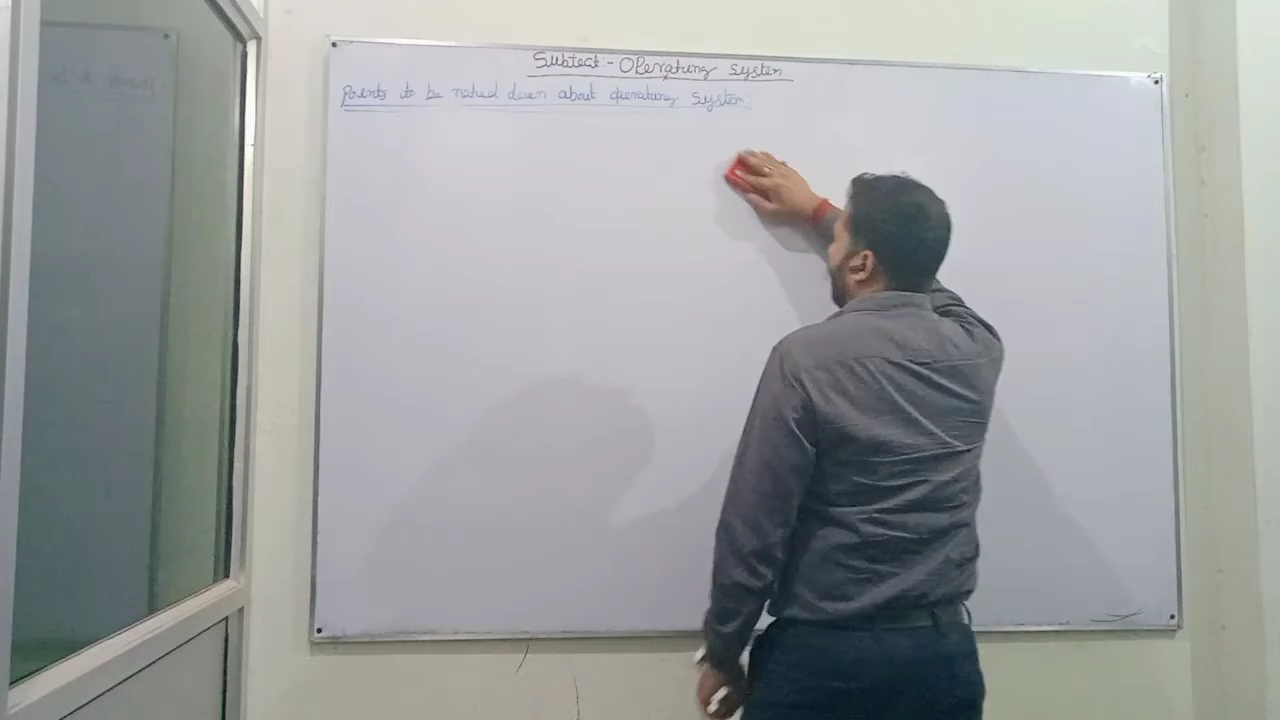 Subject:- Operating System
Points to be noted down about operating System: